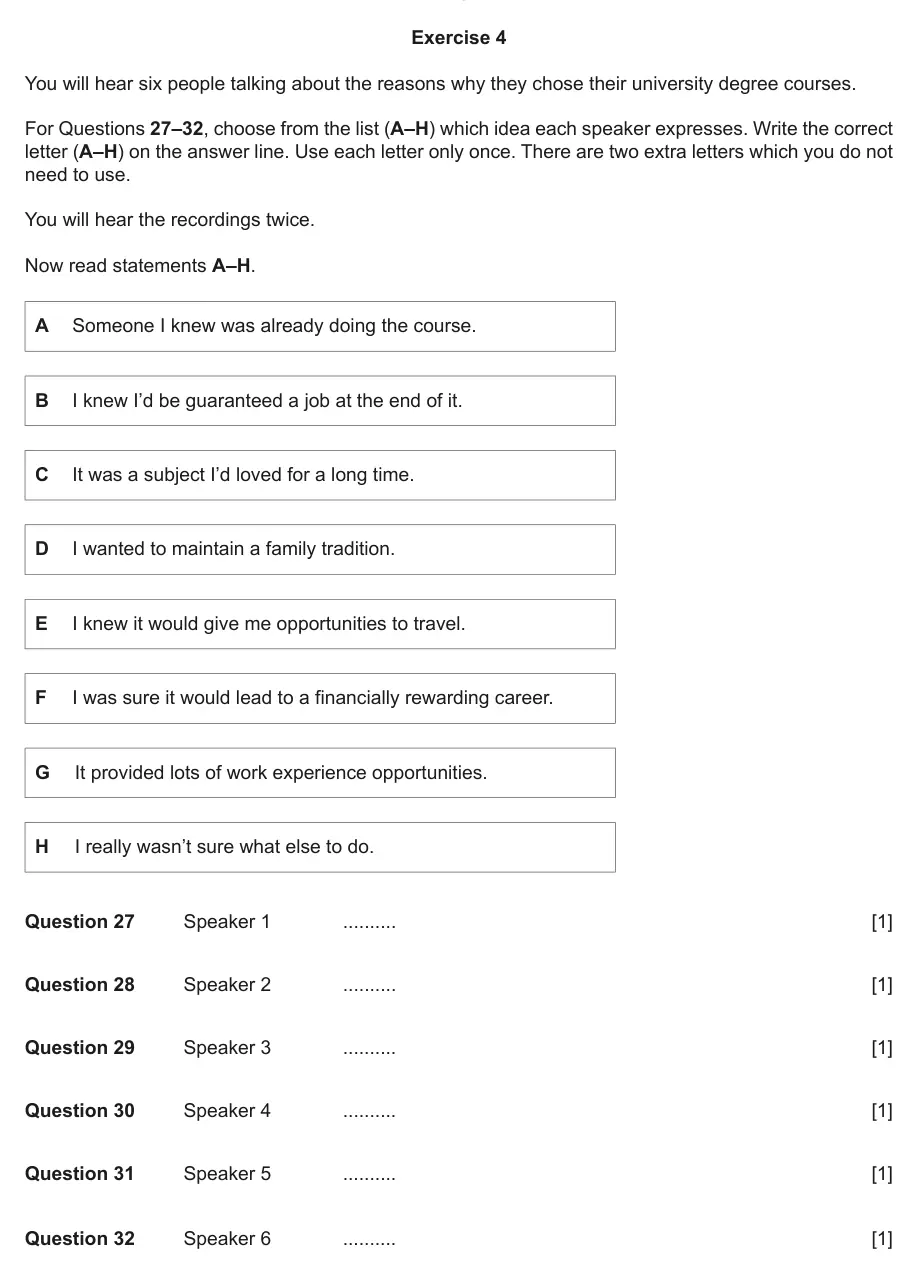 Exercise 4
You will hear six people talking about the reasons why they chose their university degree courses.
For Questions 27–32, choose from the list (A–H) which idea each speaker expresses. Write the correct
letter (A–H) on the answer line. Use each letter only once. There are two extra letters which you do not
need to use.
You will hear the recordings twice.
Now read statements A–H.
A Someone I knew was already doing the course.
B I knew I’d be guaranteed a job at the end of it.
C It was a subject I’d loved for a long time.
D I wanted to maintain a family tradition.
E I knew it would give me opportunities to travel.
F I was sure it would lead to a financially rewarding career.
G It provided lots of work experience opportunities.
H I really wasn’t sure what else to do.
Question 27 Speaker 1 .......... [1]
Question 28 Speaker 2 .......... [1]
Question 29 Speaker 3 .......... [1]
Question 30 Speaker 4 .......... [1]
Question 31 Speaker 5 .......... [1]
Question 32 Speaker 6 .......... [1]